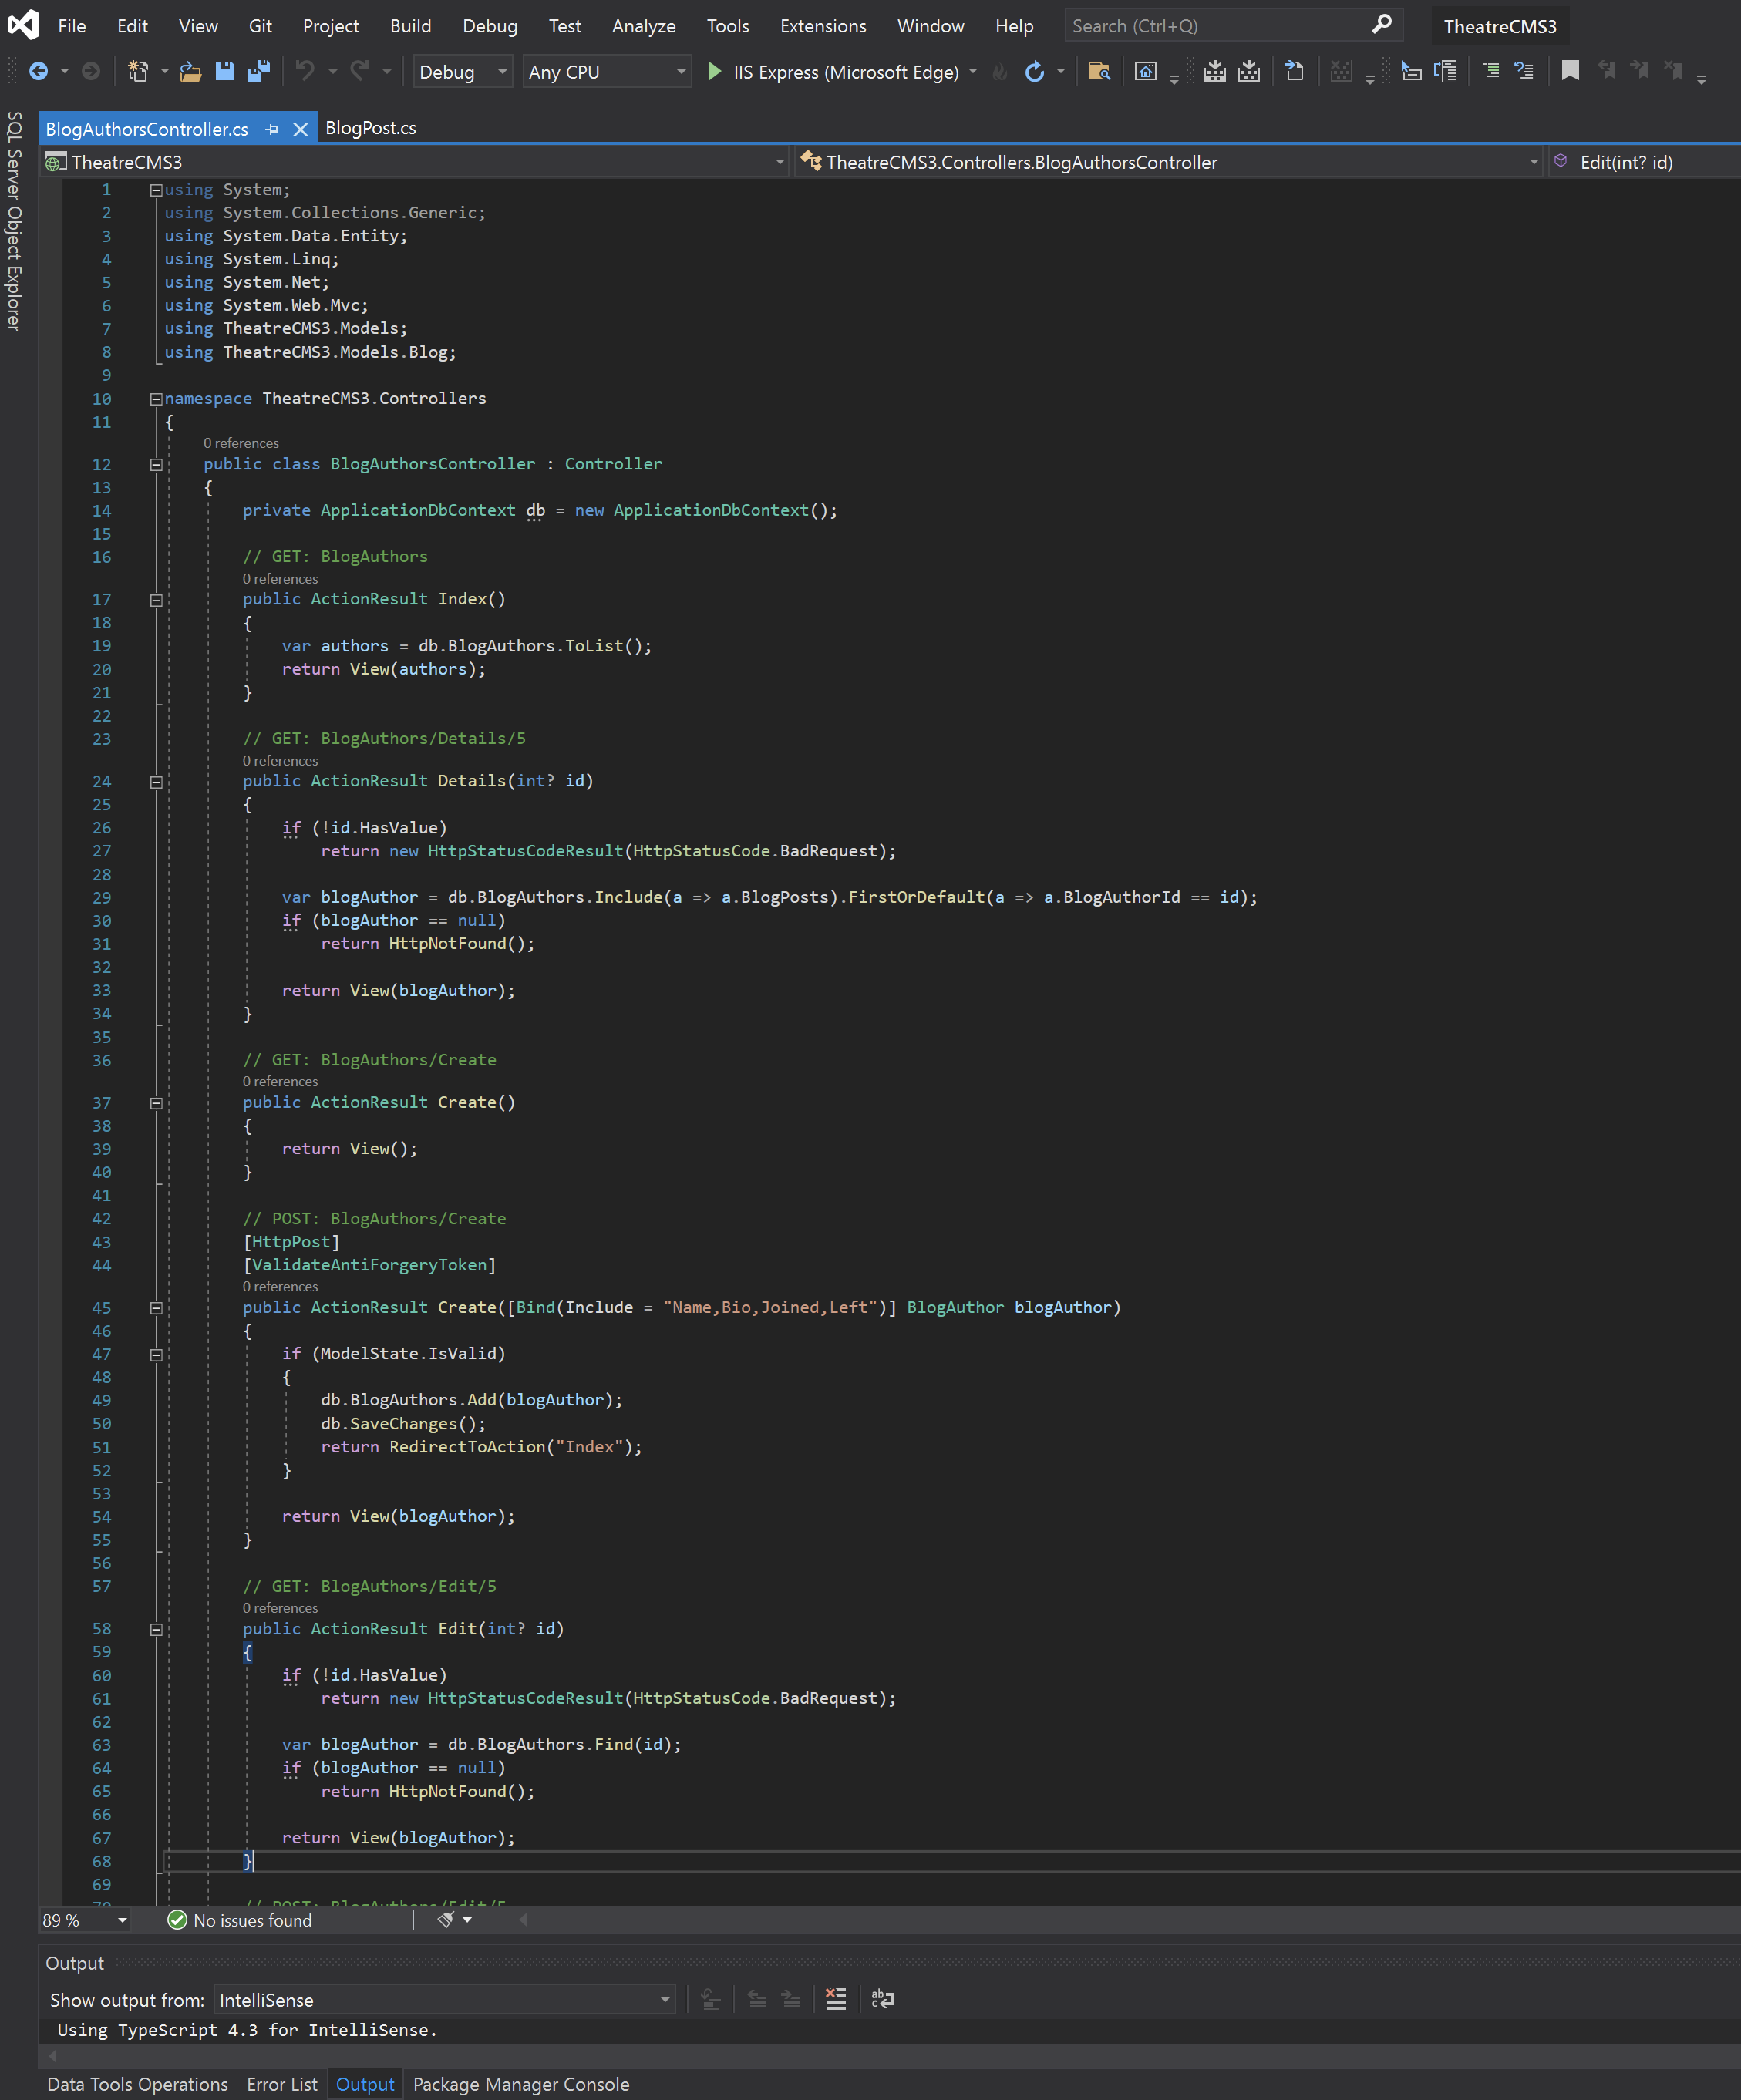 File Edit View Git Project Build Debug Test Analyze Tools Extensions Window Help Search (Ctrl+Q) TheatreCMS3
Debug Any CPU IIS Express (Microsoft Edge)
SQL Server Object Explorer
BlogAuthorsController.cs BlogPost.cs
TheatreCMS3 TheatreCMS3.Controllers.BlogAuthorsController Edit(int? id)
1 using System;
2 using System.Collections.Generic;
3 using System.Data.Entity;
4 using System.Linq;
5 using System.Net;
6 using System.Web.Mvc;
7 using TheatreCMS3.Models;
8 using TheatreCMS3.Models.Blog;
9
10 namespace TheatreCMS3.Controllers
11 {
0 references
12 public class BlogAuthorsController : Controller
13 {
14 private ApplicationDbContext db = new ApplicationDbContext();
15
16 // GET: BlogAuthors
0 references
17 public ActionResult Index()
18 {
19 var authors = db.BlogAuthors.ToList();
20 return View(authors);
21 }
22
23 // GET: BlogAuthors/Details/5
0 references
24 public ActionResult Details(int? id)
25 {
26 if (!id.HasValue)
27 return new HttpStatusCodeResult(HttpStatusCode.BadRequest);
28
29 var blogAuthor = db.BlogAuthors.Include(a => a.BlogPosts).FirstOrDefault(a => a.BlogAuthorId == id);
30 if (blogAuthor == null)
31 return HttpNotFound();
32
33 return View(blogAuthor);
34 }
35
36 // GET: BlogAuthors/Create
0 references
37 public ActionResult Create()
38 {
39 return View();
40 }
41
42 // POST: BlogAuthors/Create
43 [HttpPost]
44 [ValidateAntiForgeryToken]
0 references
45 public ActionResult Create([Bind(Include = "Name,Bio,Joined,Left")] BlogAuthor blogAuthor)
46 {
47 if (ModelState.IsValid)
48 {
49 db.BlogAuthors.Add(blogAuthor);
50 db.SaveChanges();
51 return RedirectToAction("Index");
52 }
53
54 return View(blogAuthor);
55 }
56
57 // GET: BlogAuthors/Edit/5
0 references
58 public ActionResult Edit(int? id)
59 {
60 if (!id.HasValue)
61 return new HttpStatusCodeResult(HttpStatusCode.BadRequest);
62
63 var blogAuthor = db.BlogAuthors.Find(id);
64 if (blogAuthor == null)
65 return HttpNotFound();
66
67 return View(blogAuthor);
68 }
69
70 // POST: BlogAuthors/Edit/5
89 % No issues found
Output
Show output from: IntelliSense
Using TypeScript 4.3 for IntelliSense.
Data Tools Operations Error List Output Package Manager Console